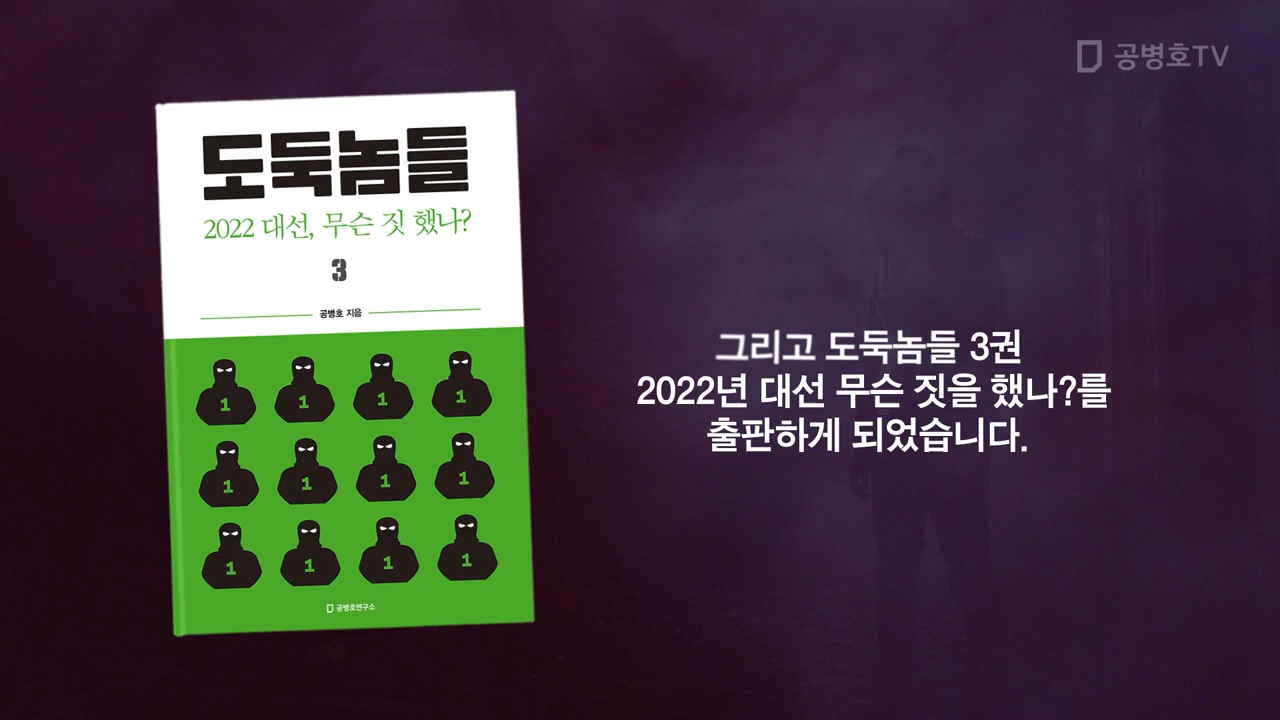 공병호TV
도둑놈들
2022 대선, 무슨 짓 했나?
3
공병호 지음
1 1 1 1
1 1 1 1
1 1 1 1
공병호연구소
그리고 도둑놈들 3권
2022년 대선 무슨 짓을 했나?를
출판하게 되었습니다.